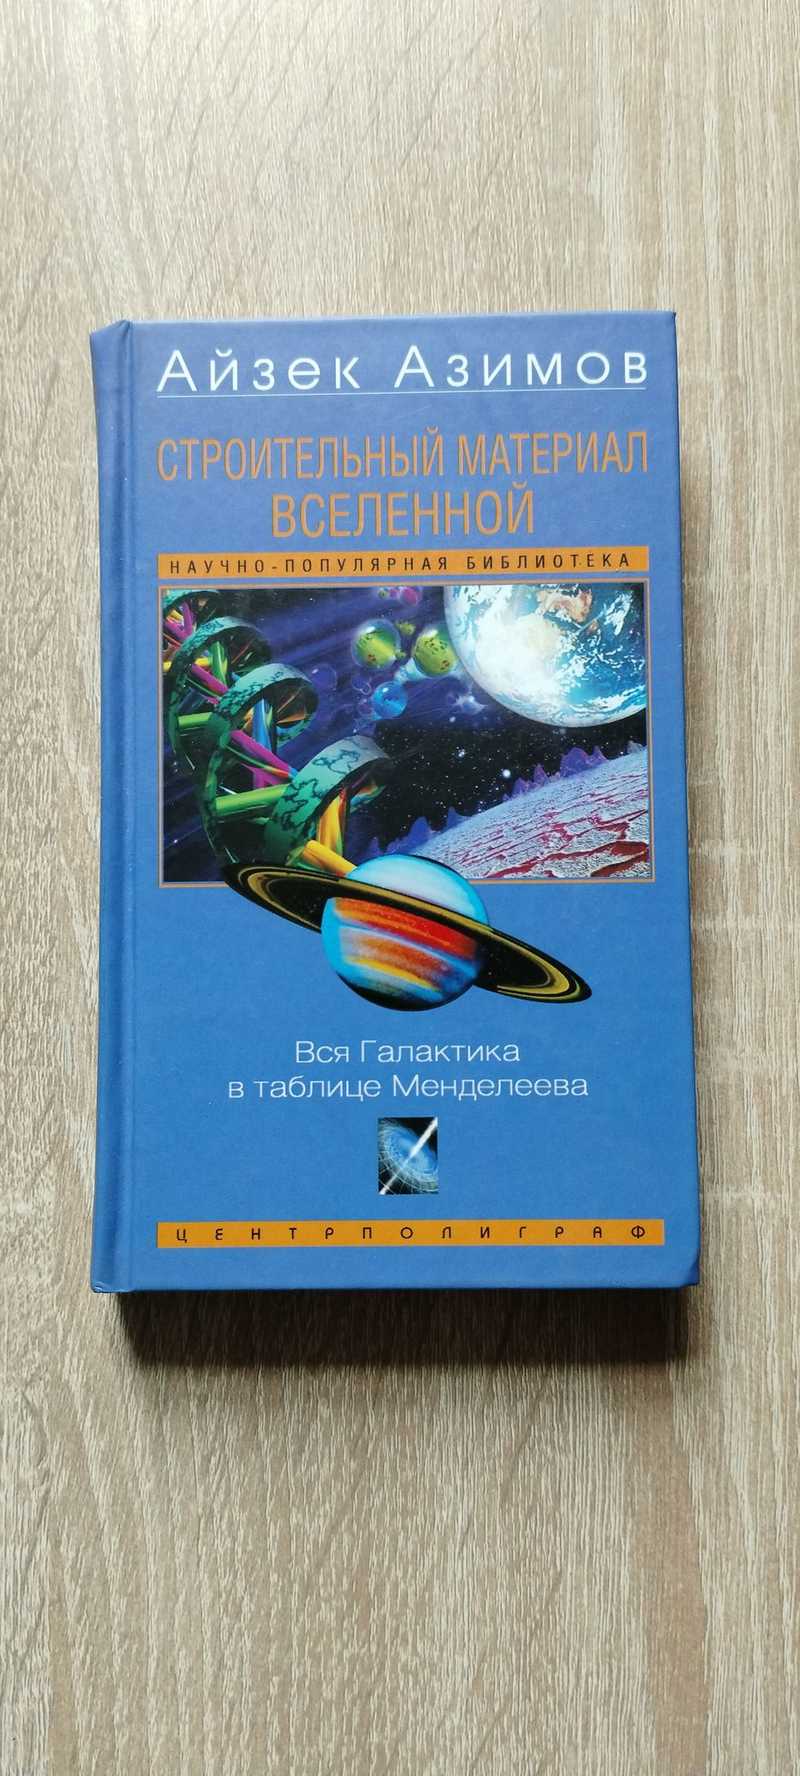 Айзек Азимов
СТРОИТЕЛЬНЫЙ МАТЕРИАЛ
ВСЕЛЕННОЙ
НАУЧНО-ПОПУЛЯРНАЯ БИБЛИОТЕКА
Вся Галактика
в таблице Менделеева
ЦЕНТРПОЛИГРАФ